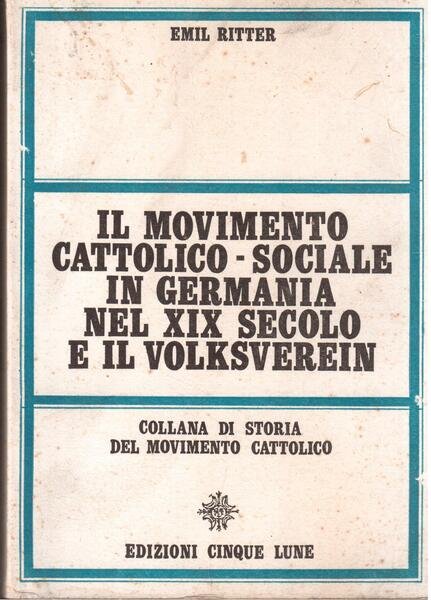 EMIL RITTER
IL MOVIMENTO
CATTOLICO - SOCIALE
IN GERMANIA
NEL XIX SECOLO
E IL VOLKSVEREIN
COLLANA DI STORIA
DEL MOVIMENTO CATTOLICO
EDIZIONI CINQUE LUNE